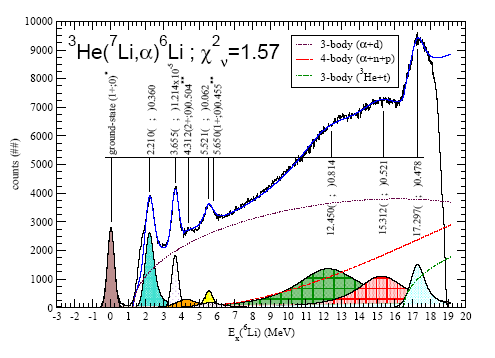 ³He(⁷Li,α)⁶Li ; χ²ᵥ=1.57
3-body (α+d)
4-body (α+n+p)
3-body (³He+t)
ground-state (1+;0)*
2.210( ; )0.360
3.655( ; )1.214x10⁻⁵
4.312(2+;0)0.504**
5.521( ; )0.062
5.650(1+;0)0.455**
12.450( ; )0.814
15.312( ; )0.521
17.297( ; )0.478
counts (##)
10000
9000
8000
7000
6000
5000
4000
3000
2000
1000
0
-3 -2 -1 0 1 2 3 4 5 6 7 8 9 10 11 12 13 14 15 16 17 18 19 20
Eₓ(⁶Li) (MeV)